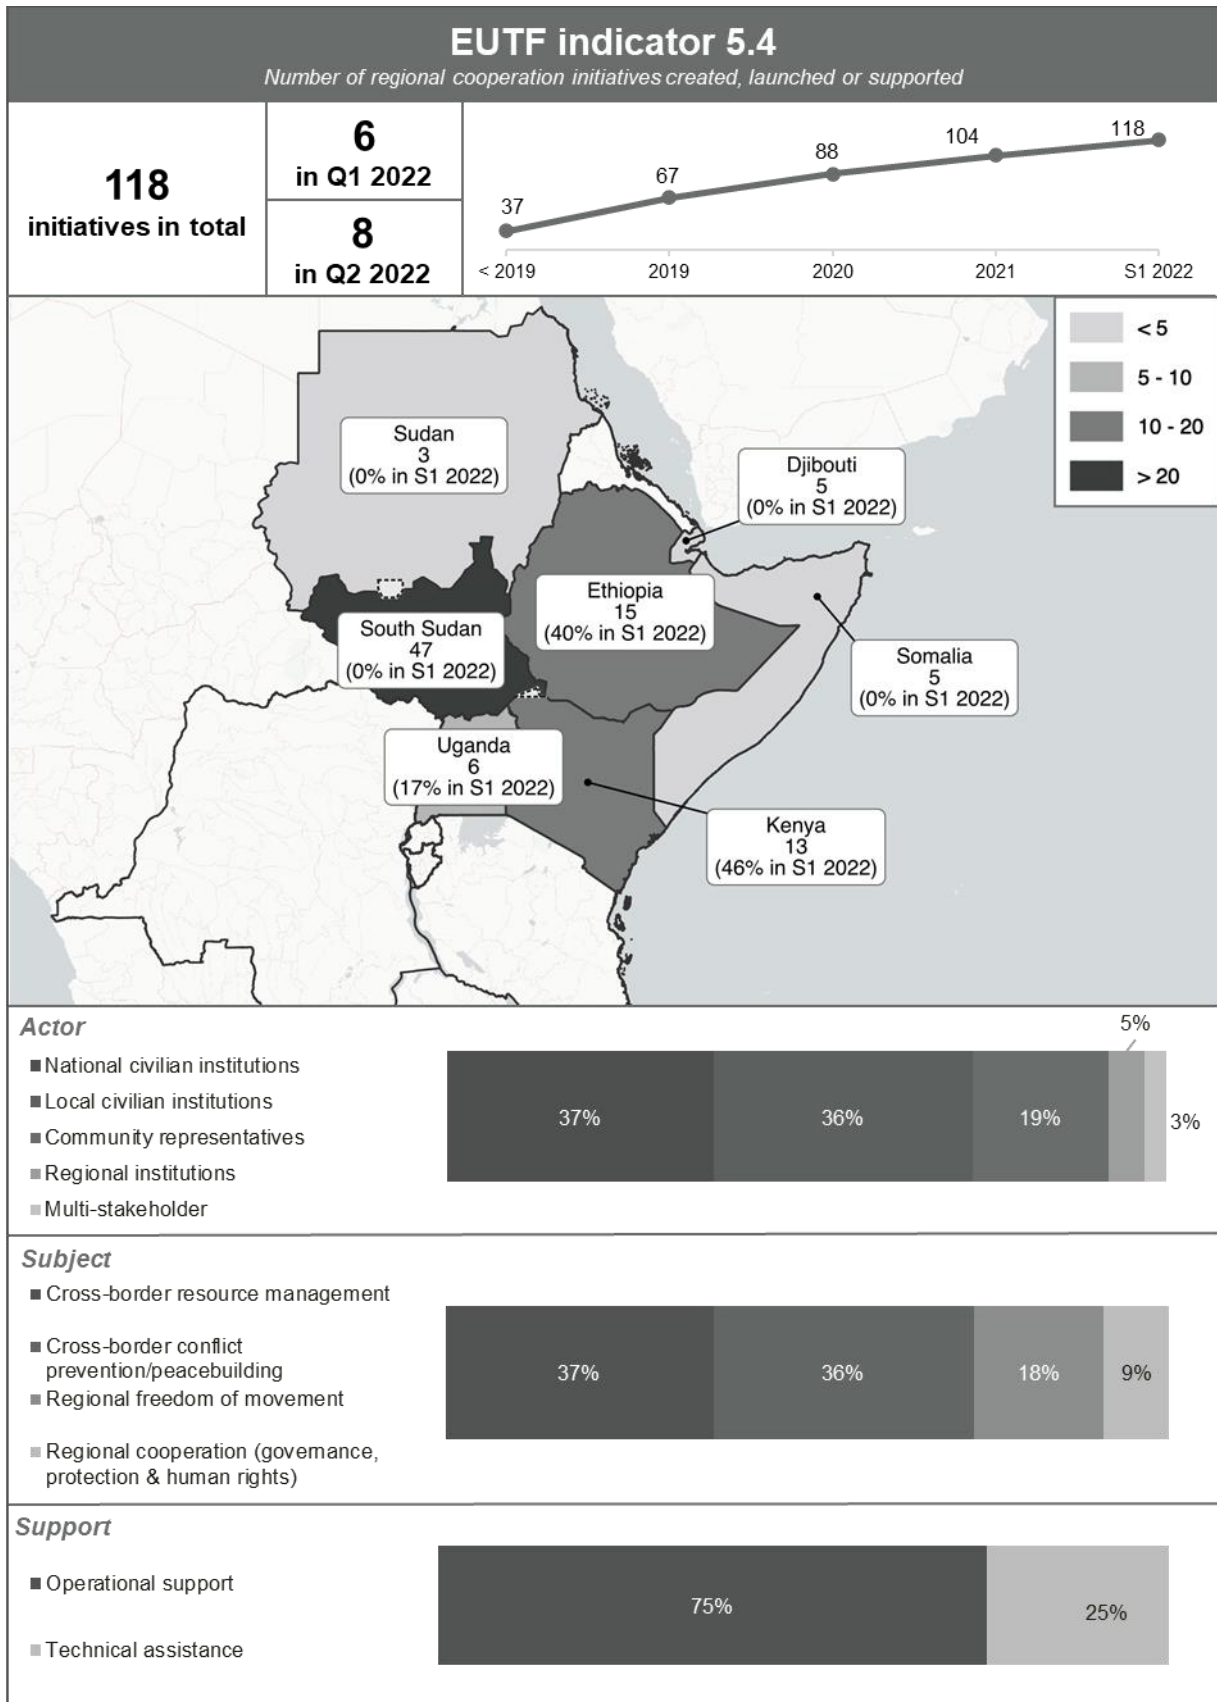 EUTF indicator 5.4
Number of regional cooperation initiatives created, launched or supported
118
initiatives in total
6
in Q1 2022
8
in Q2 2022
37
67
88
104
118
< 2019
2019
2020
2021
S1 2022
< 5
5 - 10
10 - 20
> 20
Sudan
3
(0% in S1 2022)
Djibouti
5
(0% in S1 2022)
Ethiopia
15
(40% in S1 2022)
South Sudan
47
(0% in S1 2022)
Somalia
5
(0% in S1 2022)
Uganda
6
(17% in S1 2022)
Kenya
13
(46% in S1 2022)
Actor
National civilian institutions
Local civilian institutions
Community representatives
Regional institutions
Multi-stakeholder
37%
36%
19%
5%
3%
Subject
Cross-border resource management
Cross-border conflict
prevention/peacebuilding
Regional freedom of movement
Regional cooperation (governance,
protection & human rights)
37%
36%
18%
9%
Support
Operational support
Technical assistance
75%
25%